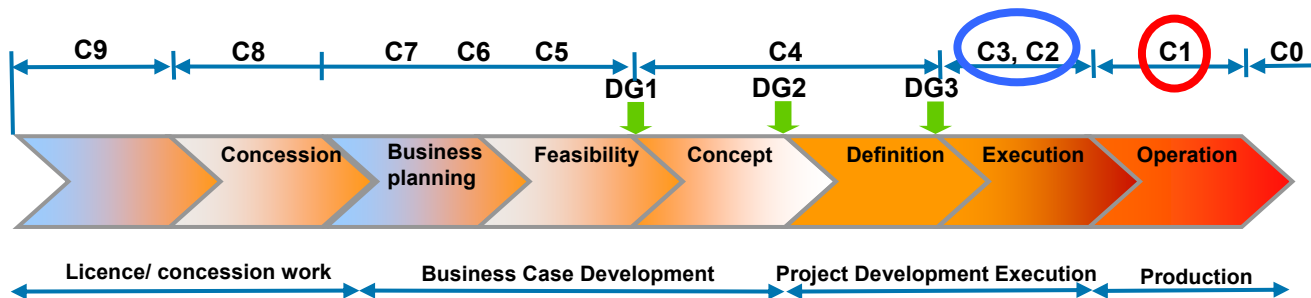 C9 C8 C7 C6 C5 C4 C3, C2 C1 C0
DG1 DG2 DG3
Concession
Business
planning
Feasibility
Concept
Definition
Execution
Operation
Licence/ concession work
Business Case Development
Project Development Execution
Production